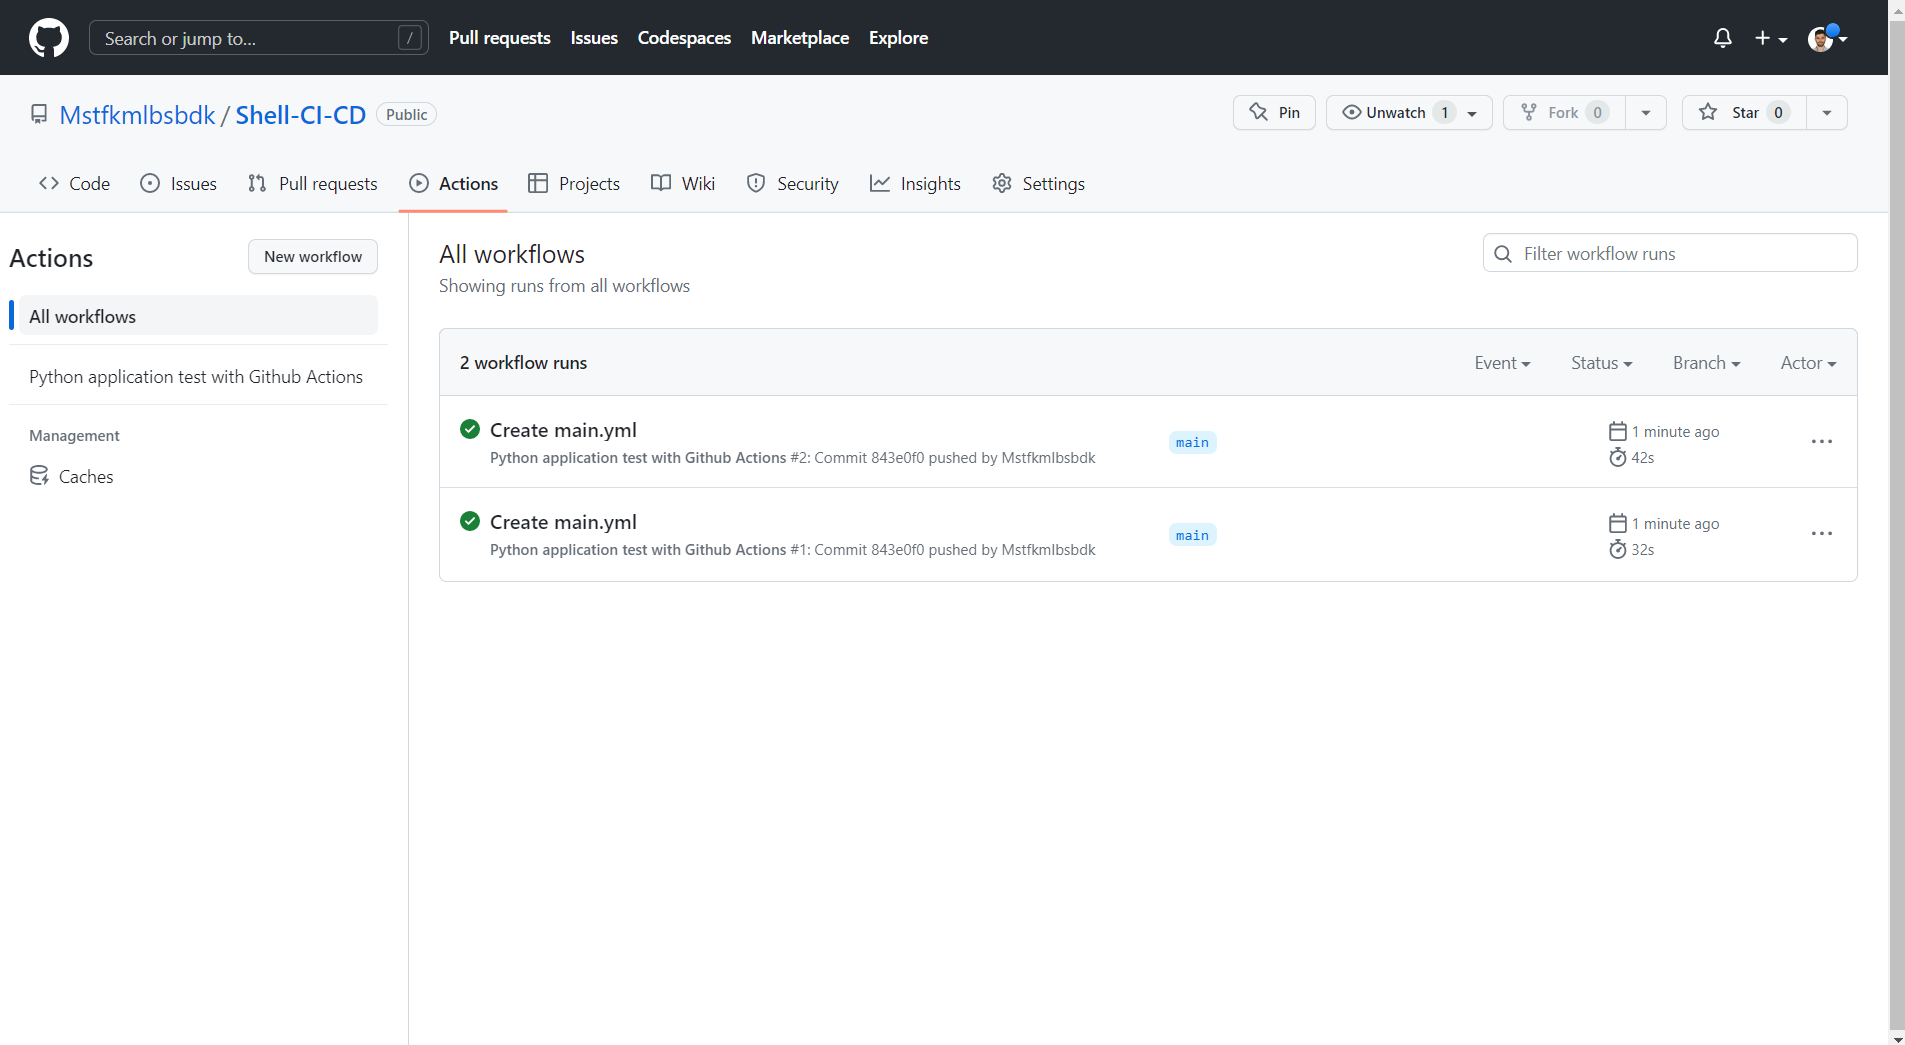 Search or jump to... / Pull requests Issues Codespaces Marketplace Explore
Mstfkmlbsbdk / Shell-CI-CD Public Pin Unwatch 1 Fork 0 Star 0
Code Issues Pull requests Actions Projects Wiki Security Insights Settings
Actions New workflow
All workflows
Python application test with Github Actions
Management
Caches
All workflows Filter workflow runs
Showing runs from all workflows
2 workflow runs Event Status Branch Actor
Create main.yml main 1 minute ago
Python application test with Github Actions #2: Commit 843e0f0 pushed by Mstfkmlbsbdk 42s
Create main.yml main 1 minute ago
Python application test with Github Actions #1: Commit 843e0f0 pushed by Mstfkmlbsbdk 32s